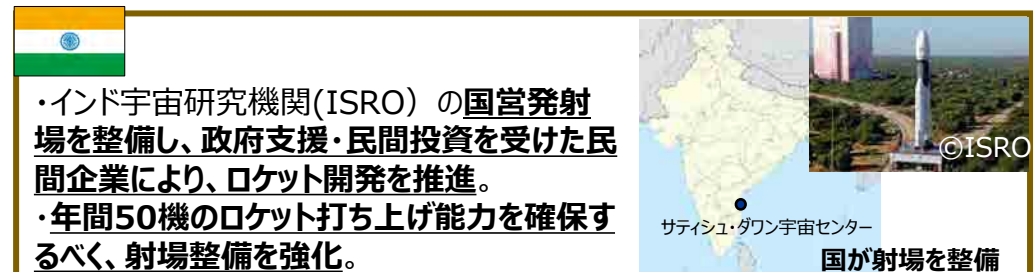 ・インド宇宙研究機関(ISRO）の国営発射
場を整備し、政府支援・民間投資を受けた民
間企業により、ロケット開発を推進。
・年間50機のロケット打ち上げ能力を確保す
るべく、射場整備を強化。
©ISRO
サティシュ・ダワン宇宙センター
国が射場を整備